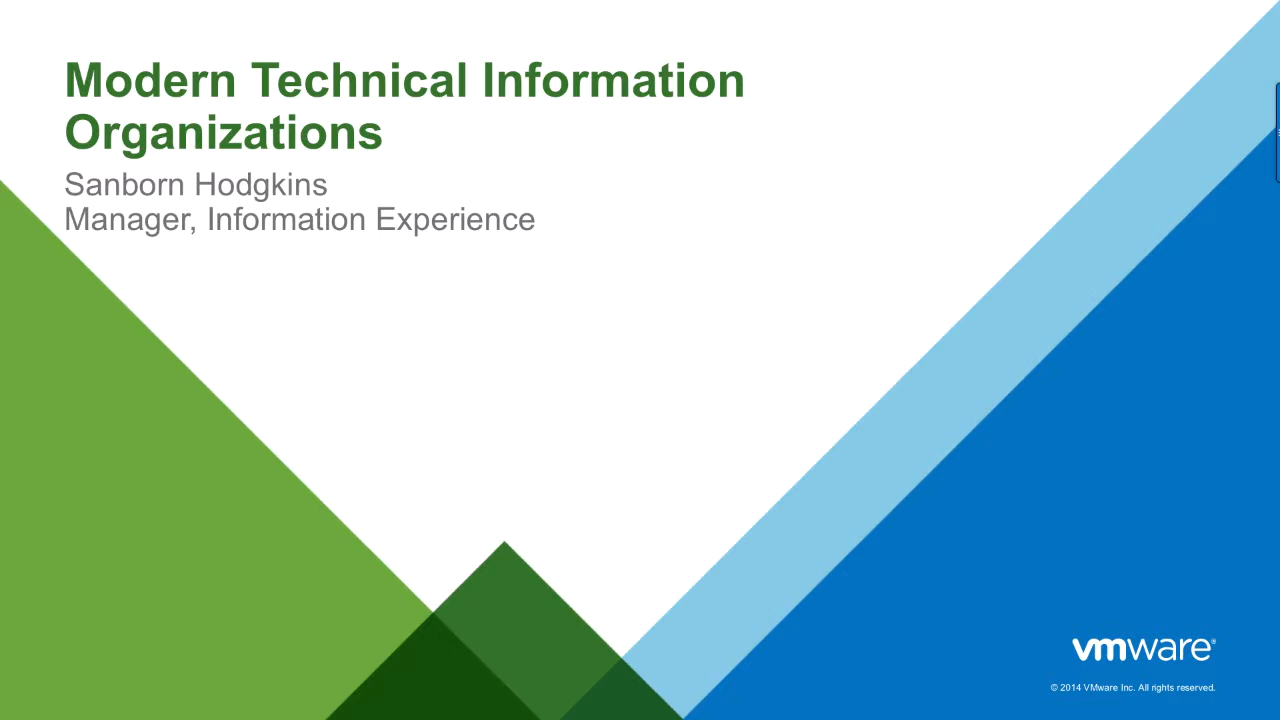 Modern Technical Information
Organizations
Sanborn Hodgkins
Manager, Information Experience
vmware®
© 2014 VMware Inc. All rights reserved.